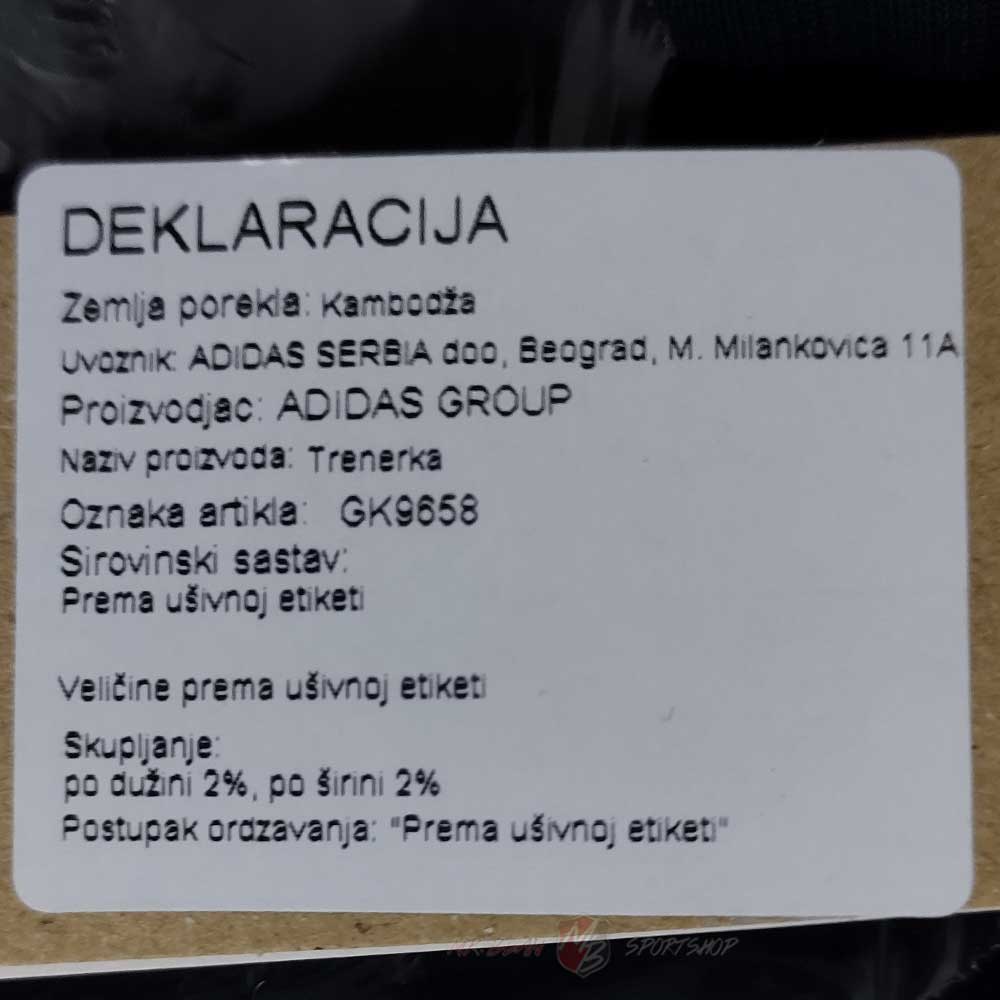 DEKLARACIJA
Zemlja porekla: Kambodža
Uvoznik: ADIDAS SERBIA doo, Beograd, M. Milankovica 11A
Proizvodjac: ADIDAS GROUP
Naziv proizvoda: Trenerka
Oznaka artikla: GK9658
Sirovinski sastav:
Prema ušivnoj etiketi
Veličine prema ušivnoj etiketi
Skupljanje:
po dužini 2%, po širini 2%
Postupak ordzavanja: "Prema ušivnoj etiketi"
MB SPORTSHOP